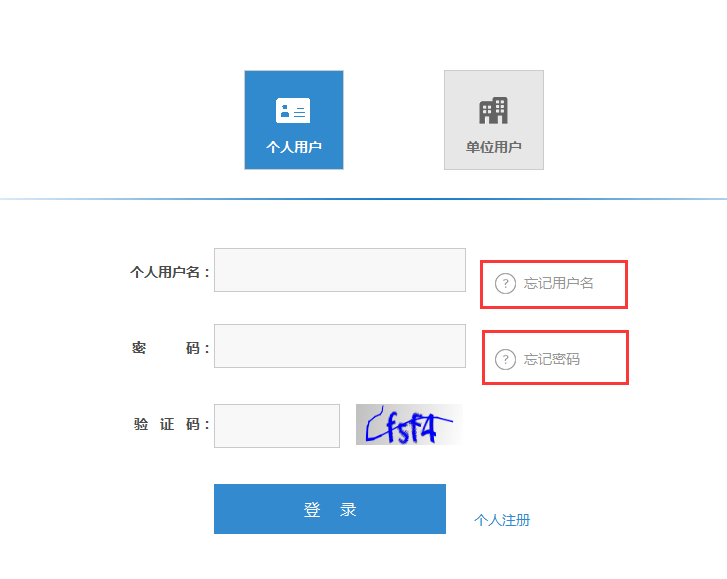 个人用户 单位用户
个人用户名： ? 忘记用户名
密 码： ? 忘记密码
验 证 码： fsf4
登 录 个人注册